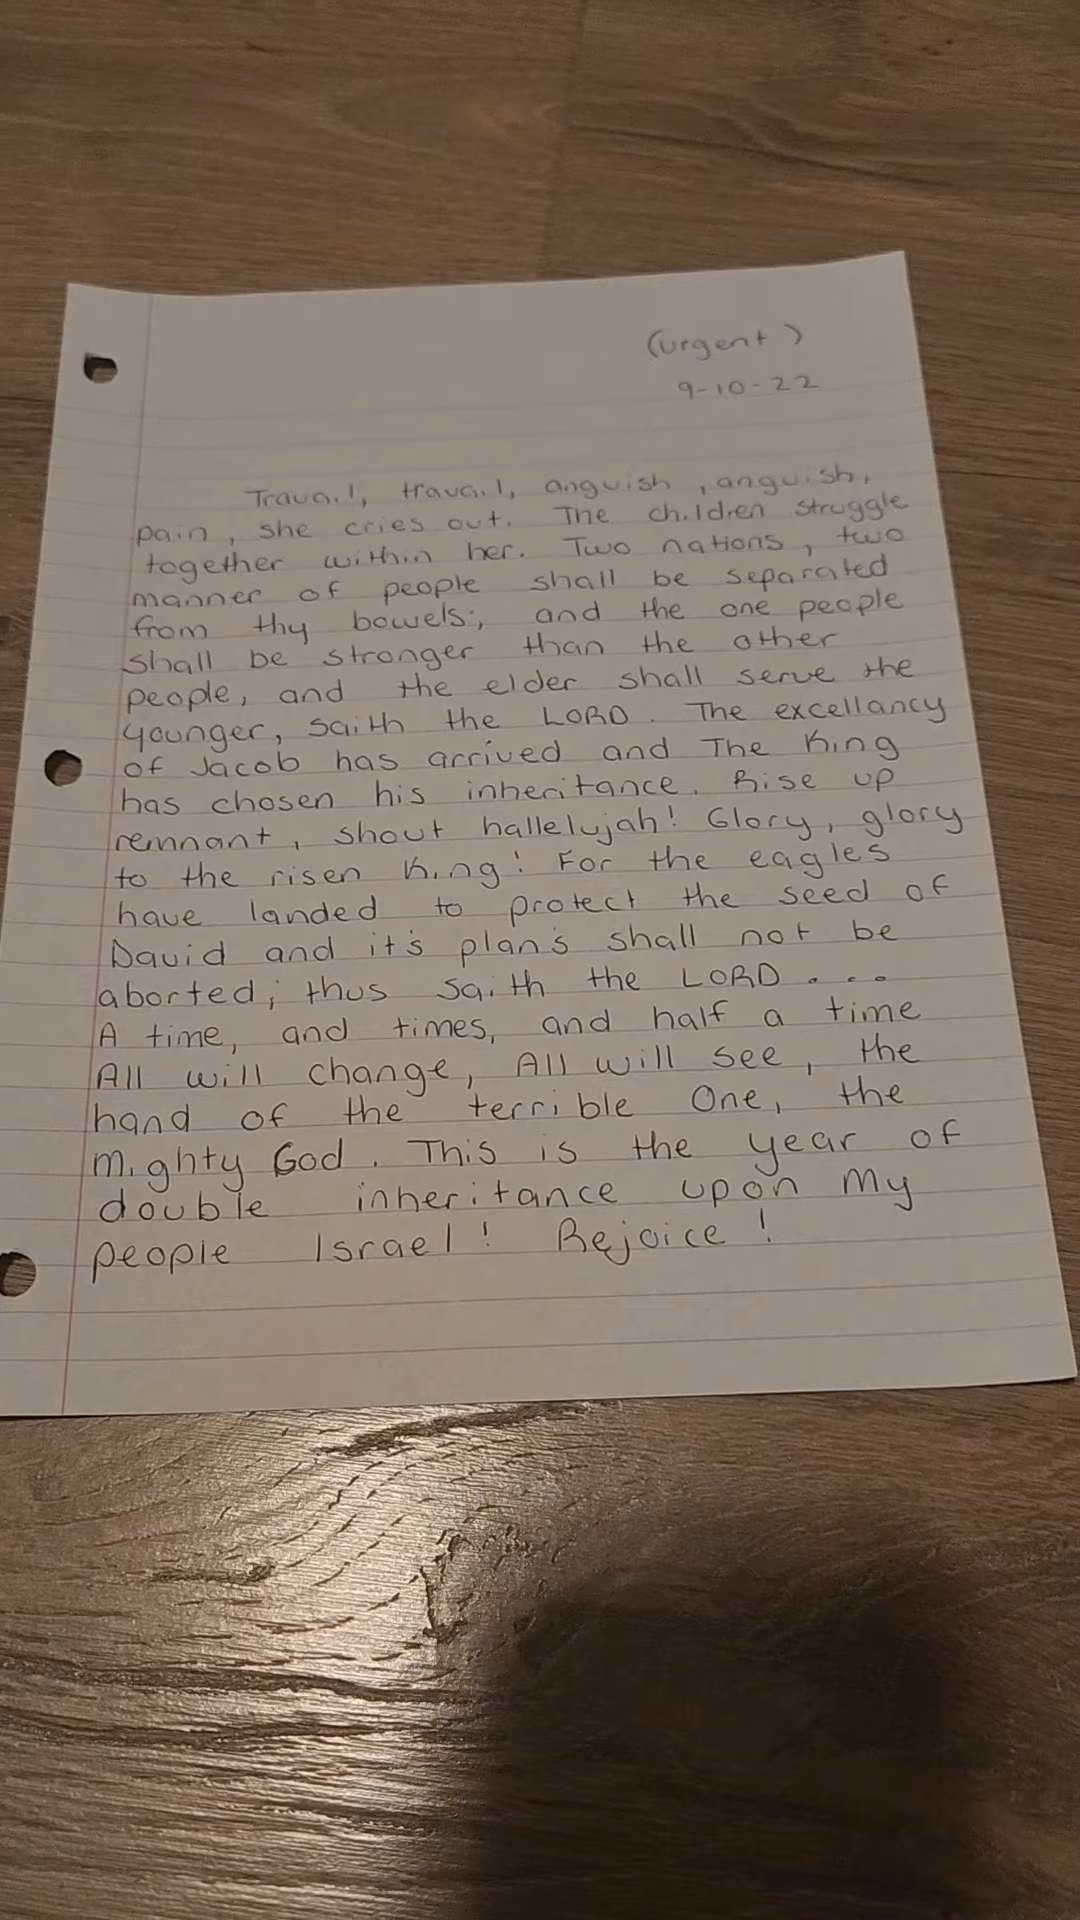 (urgent)
9-10-22
Travail, travail, anguish, anguish,
pain, she cries out. The children struggle
together within her. Two nations, two
manner of people shall be separated
from thy bowels; and the one people
shall be stronger than the other
people, and the elder shall serve the
younger, saith the LORD. The excellancy
of Jacob has arrived and The King
has chosen his inheritance. Rise up
remnant, shout hallelujah! Glory, glory
to the risen King! For the eagles
have landed to protect the seed of
David and it's plan's shall not be
aborted; thus saith the LORD....
A time, and times, and half a time
All will change, All will see, the
hand of the terrible One, the
mighty God. This is the year of
double inheritance upon My
people Israel! Rejoice!